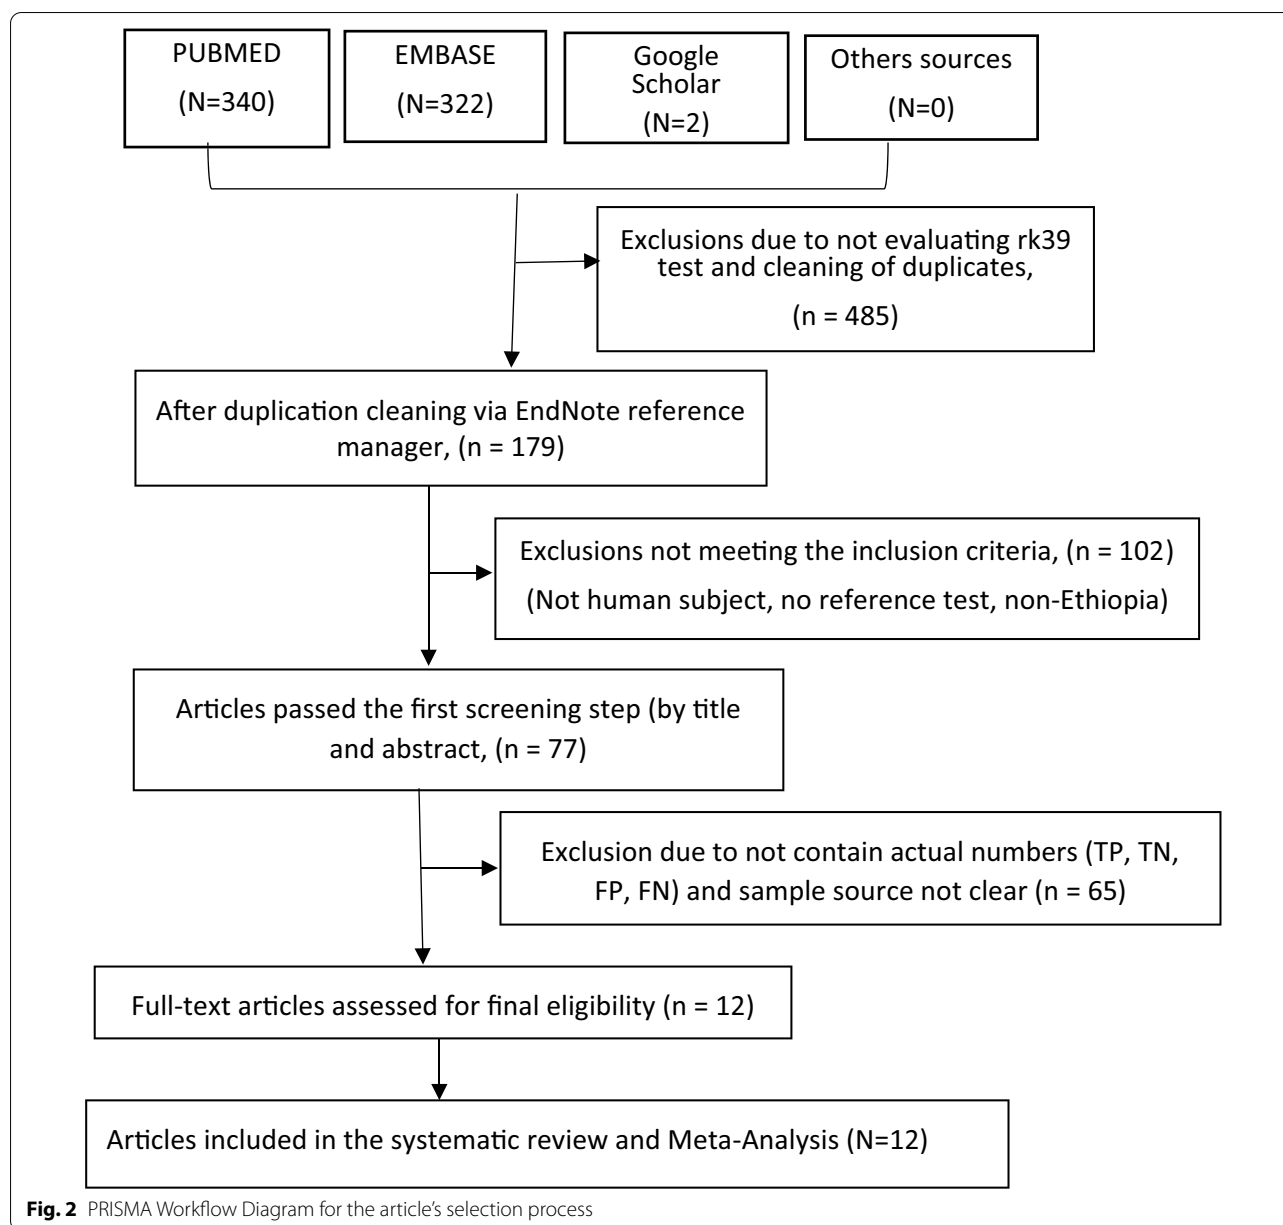 PUBMED
(N=340)
EMBASE
(N=322)
Google
Scholar
(N=2)
Others sources
(N=0)
Exclusions due to not evaluating rk39
test and cleaning of duplicates,
(n = 485)
After duplication cleaning via EndNote reference
manager, (n = 179)
Exclusions not meeting the inclusion criteria, (n = 102)
(Not human subject, no reference test, non-Ethiopia)
Articles passed the first screening step (by title
and abstract, (n = 77)
Exclusion due to not contain actual numbers (TP, TN,
FP, FN) and sample source not clear (n = 65)
Full-text articles assessed for final eligibility (n = 12)
Articles included in the systematic review and Meta-Analysis (N=12)
Fig. 2 PRISMA Workflow Diagram for the article's selection process